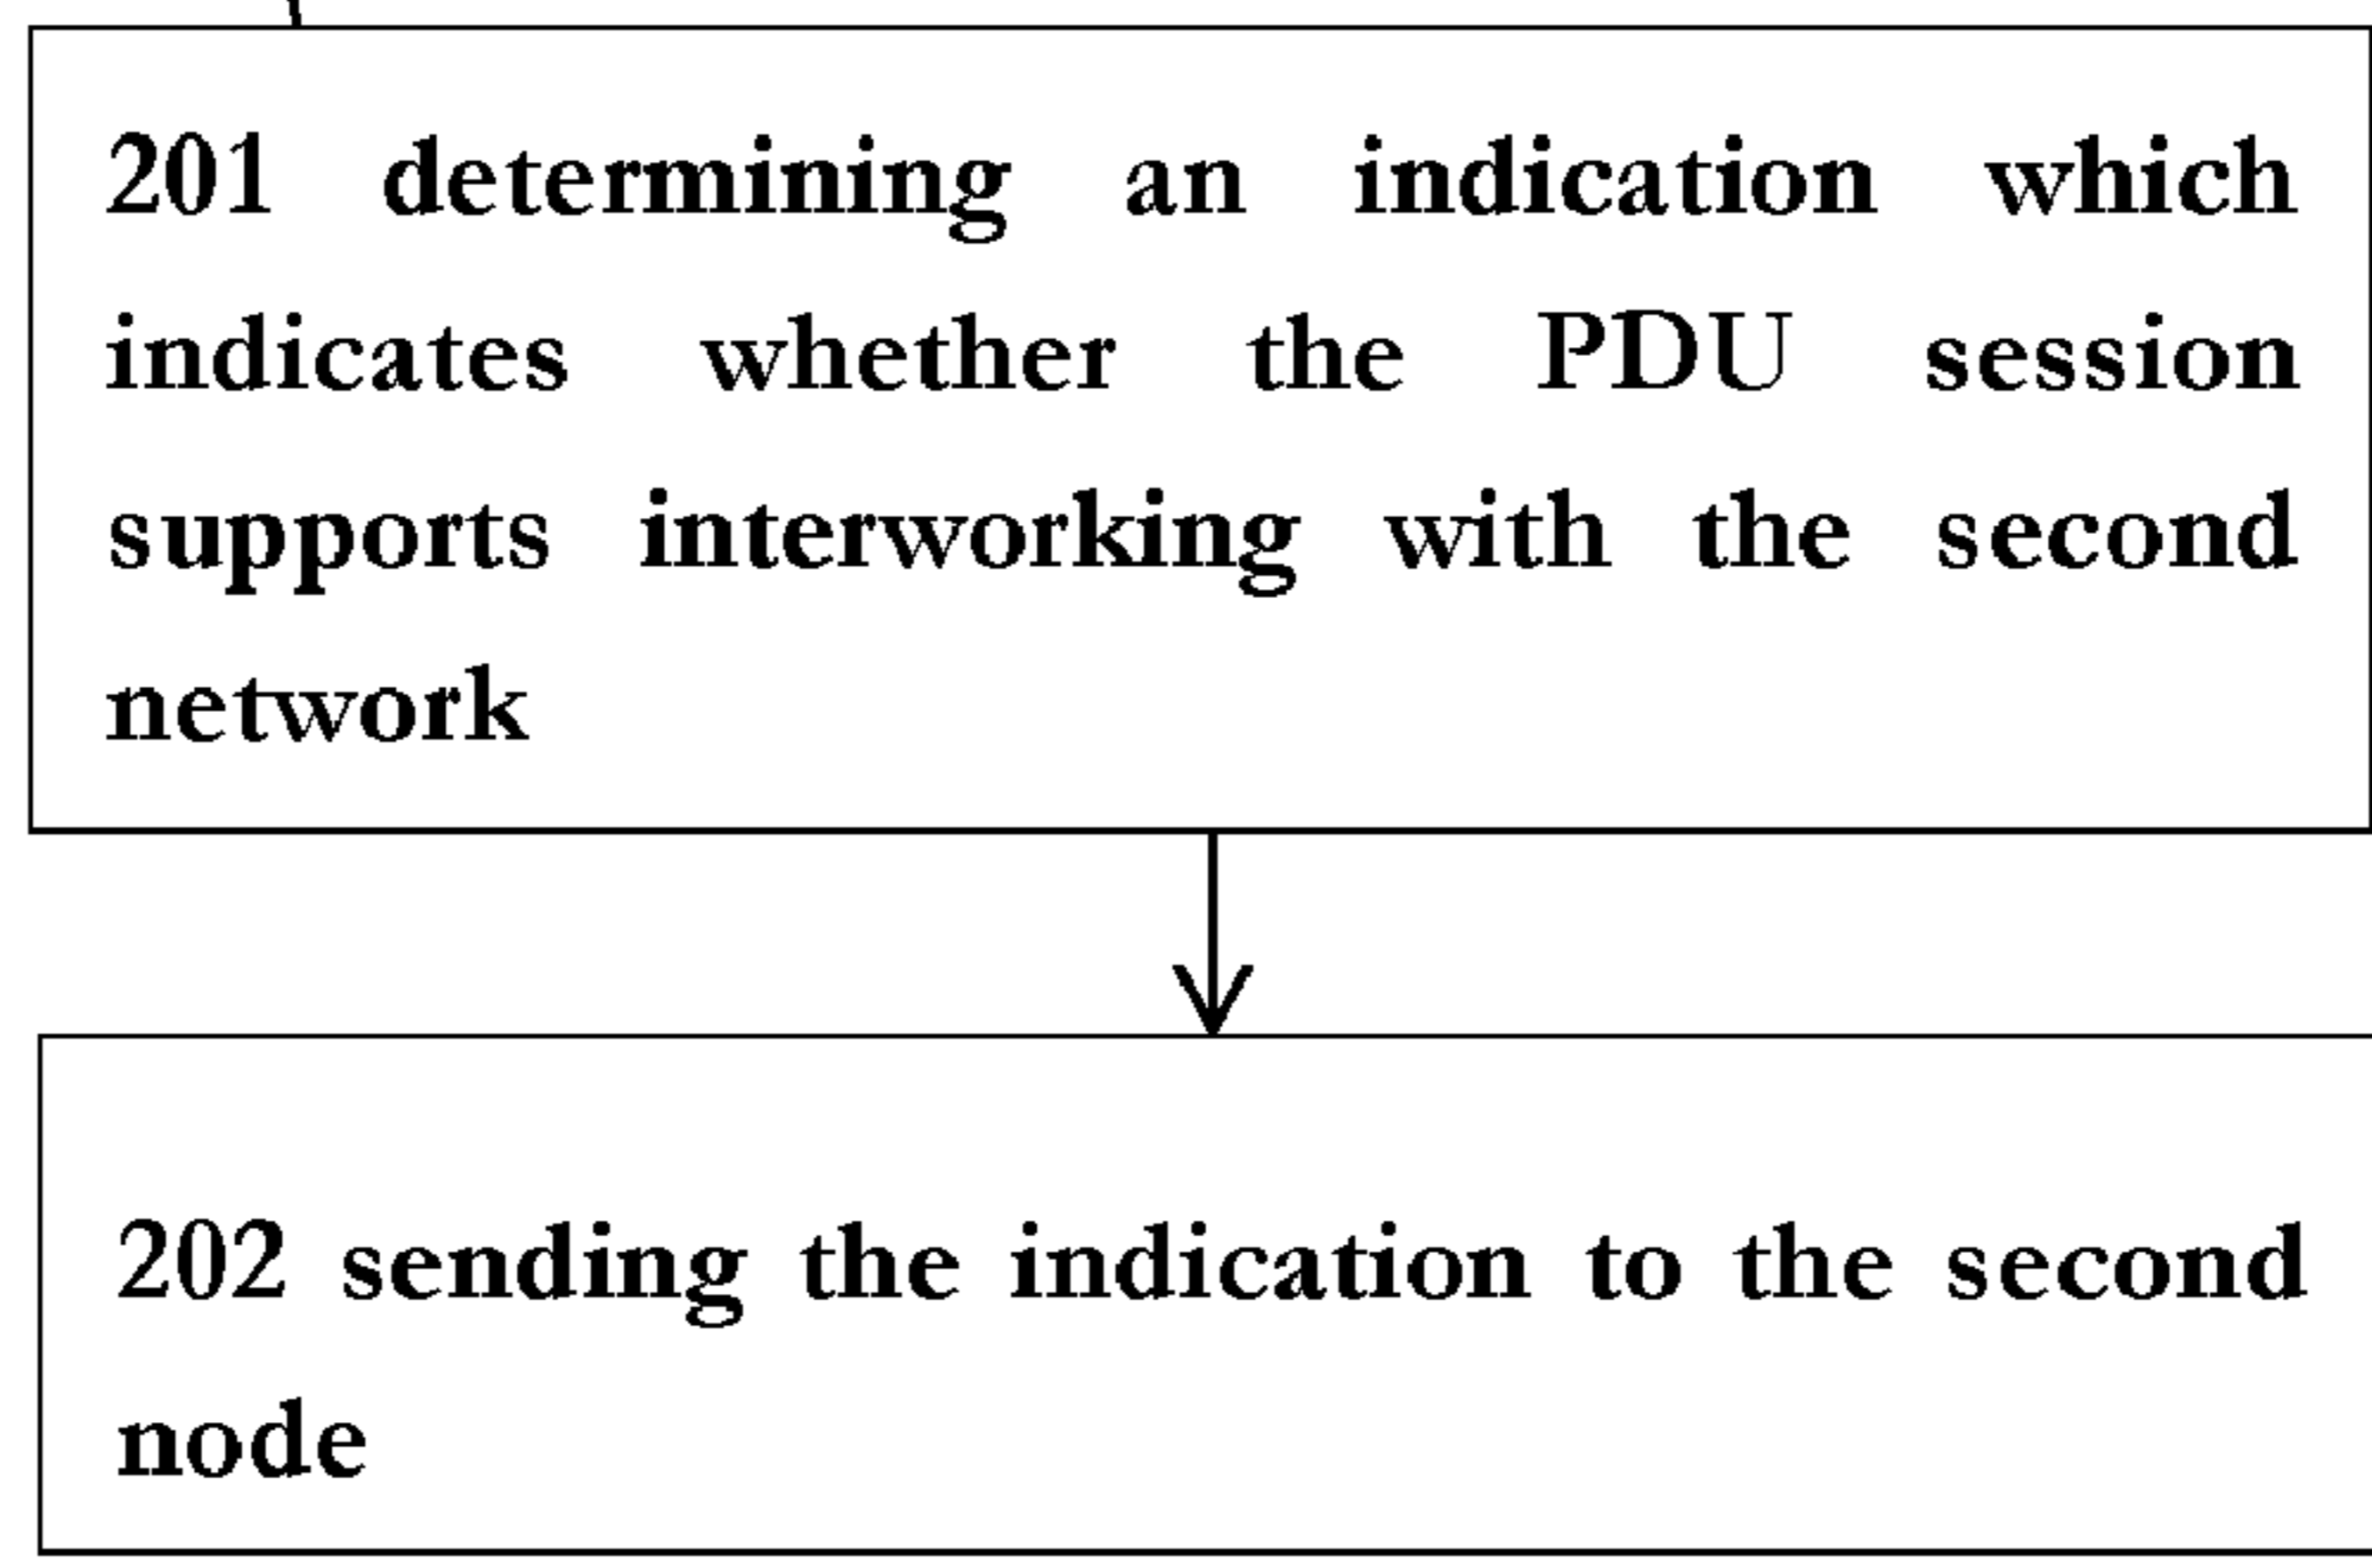 201 determining an indication which
indicates whether the PDU session
supports interworking with the second
network
202 sending the indication to the second
node